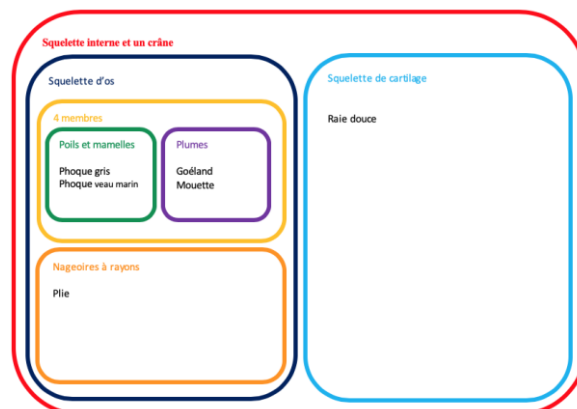 Squelette interne et un crâne
Squelette d'os
4 membres
Poils et mamelles
Phoque gris
Phoque veau marin
Plumes
Goéland
Mouette
Nageoires à rayons
Plie
Squelette de cartilage
Raie douce